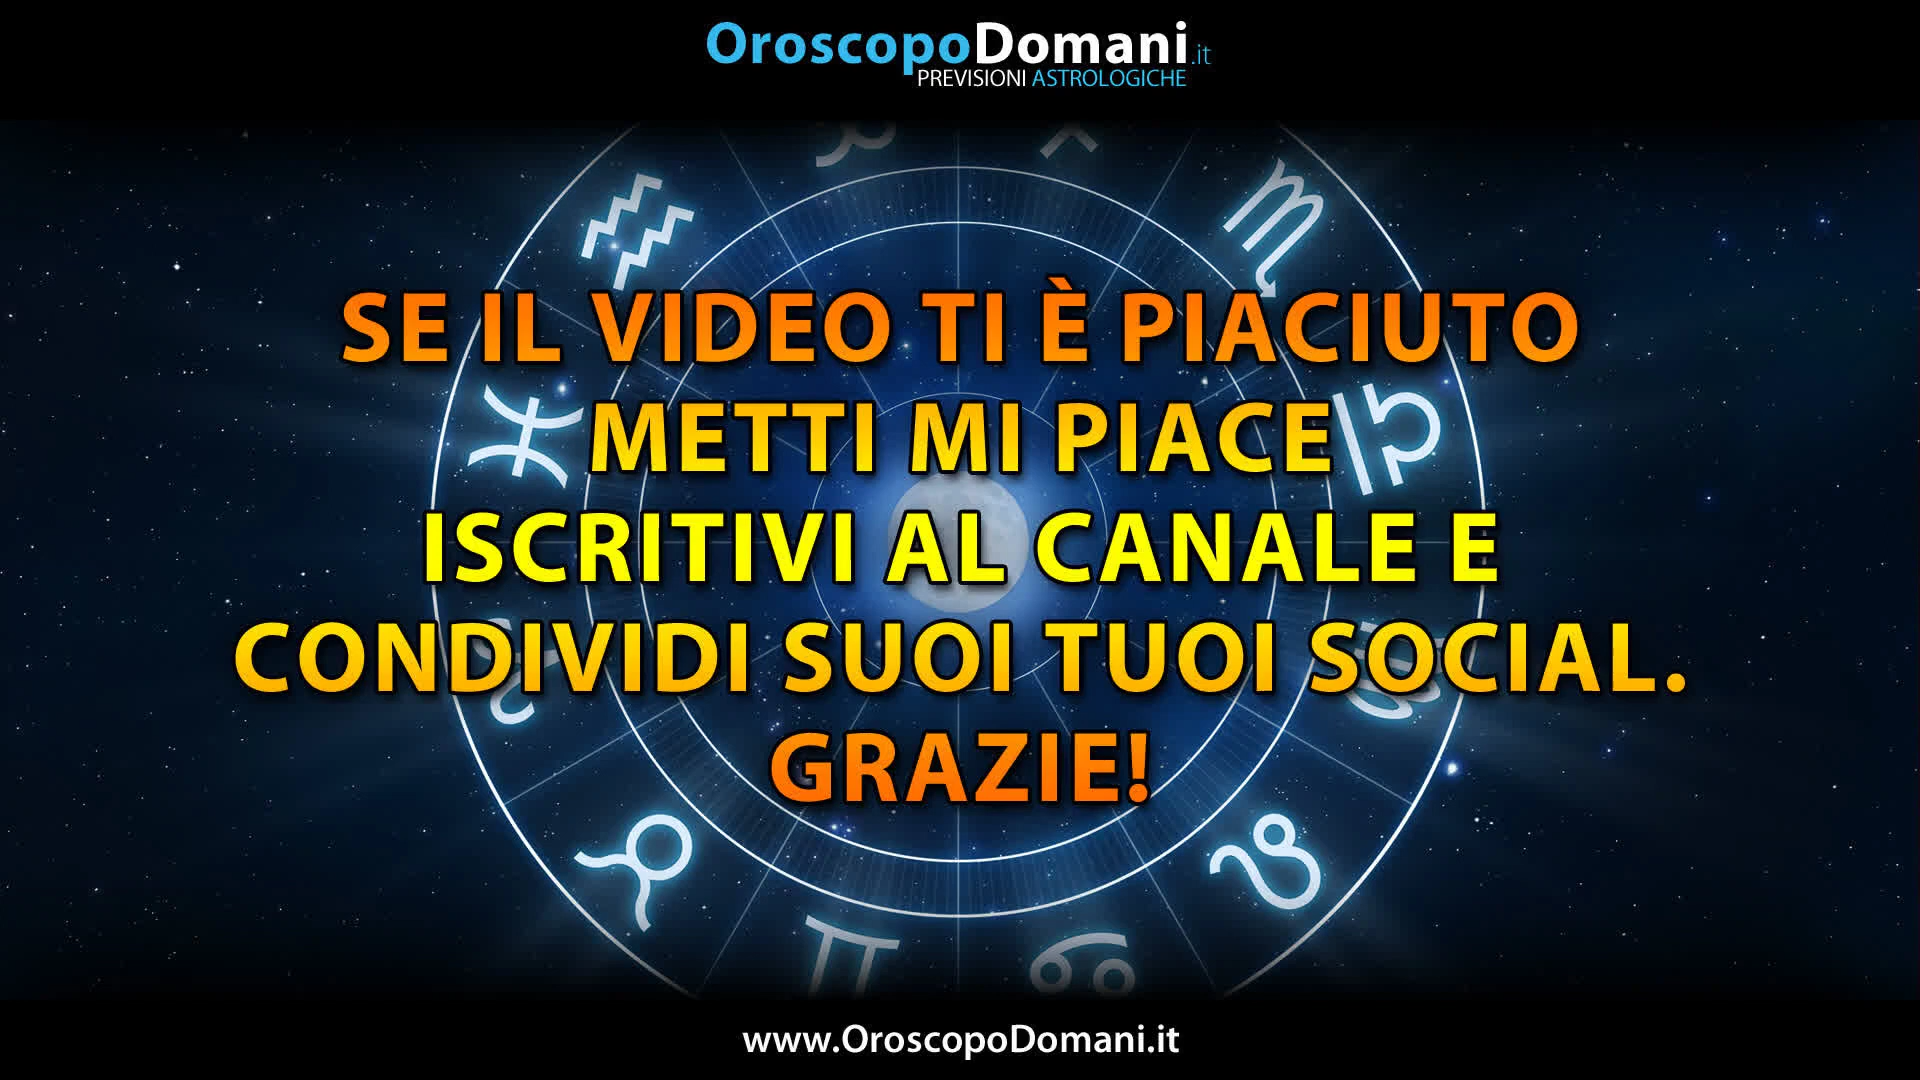 OroscopoDomani.it
PREVISIONI ASTROLOGICHE
SE IL VIDEO TI È PIACIUTO
METTI MI PIACE
ISCRITIVI AL CANALE E
CONDIVIDI SUOI TUOI SOCIAL.
GRAZIE!
www.OroscopoDomani.it